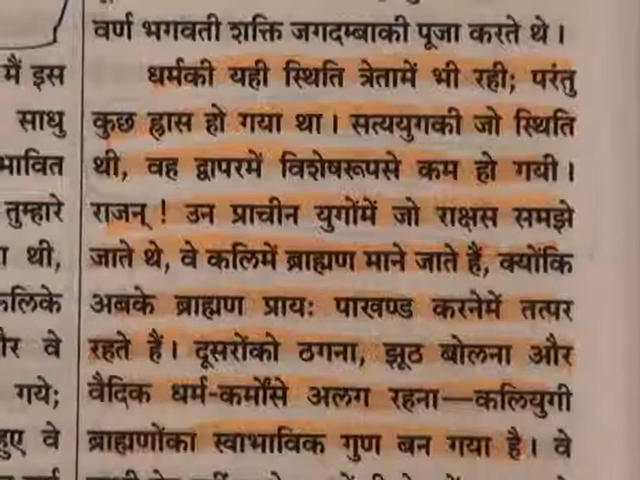 वर्ण भगवती शक्ति जगदम्बाकी पूजा करते थे।
धर्मकी यही स्थिति त्रेतामें भी रही; परंतु
कुछ ह्रास हो गया था। सत्ययुगकी जो स्थिति
थी, वह द्वापरमें विशेषरूपसे कम हो गयी।
राजन्! उन प्राचीन युगोंमें जो राक्षस समझे
जाते थे, वे कलिमें ब्राह्मण माने जाते हैं, क्योंकि
अबके ब्राह्मण प्रायः पाखण्ड करनेमें तत्पर
रहते हैं। दूसरोंको ठगना, झूठ बोलना और
वैदिक धर्म-कर्मोंसे अलग रहना—कलियुगी
ब्राह्मणोंका स्वाभाविक गुण बन गया है। वे
मैं इस
साधु
तुम्हारे
थी,
वे
गये;
वे